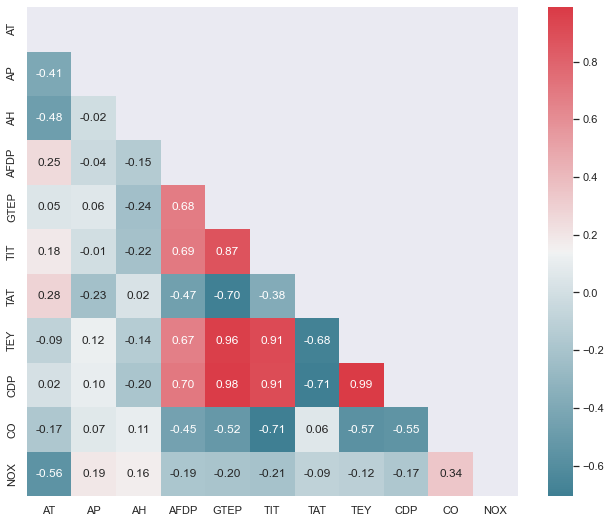 AT
AP -0.41
AH -0.48 -0.02
AFDP 0.25 -0.04 -0.15
GTEP 0.05 0.06 -0.24 0.68
TIT 0.18 -0.01 -0.22 0.69 0.87
TAT 0.28 -0.23 0.02 -0.47 -0.70 -0.38
TEY -0.09 0.12 -0.14 0.67 0.96 0.91 -0.68
CDP 0.02 0.10 -0.20 0.70 0.98 0.91 -0.71 0.99
CO -0.17 0.07 0.11 -0.45 -0.52 -0.71 0.06 -0.57 -0.55
NOX -0.56 0.19 0.16 -0.19 -0.20 -0.21 -0.09 -0.12 -0.17 0.34
AT AP AH AFDP GTEP TIT TAT TEY CDP CO NOX
0.8
0.6
0.4
0.2
0.0
-0.2
-0.4
-0.6